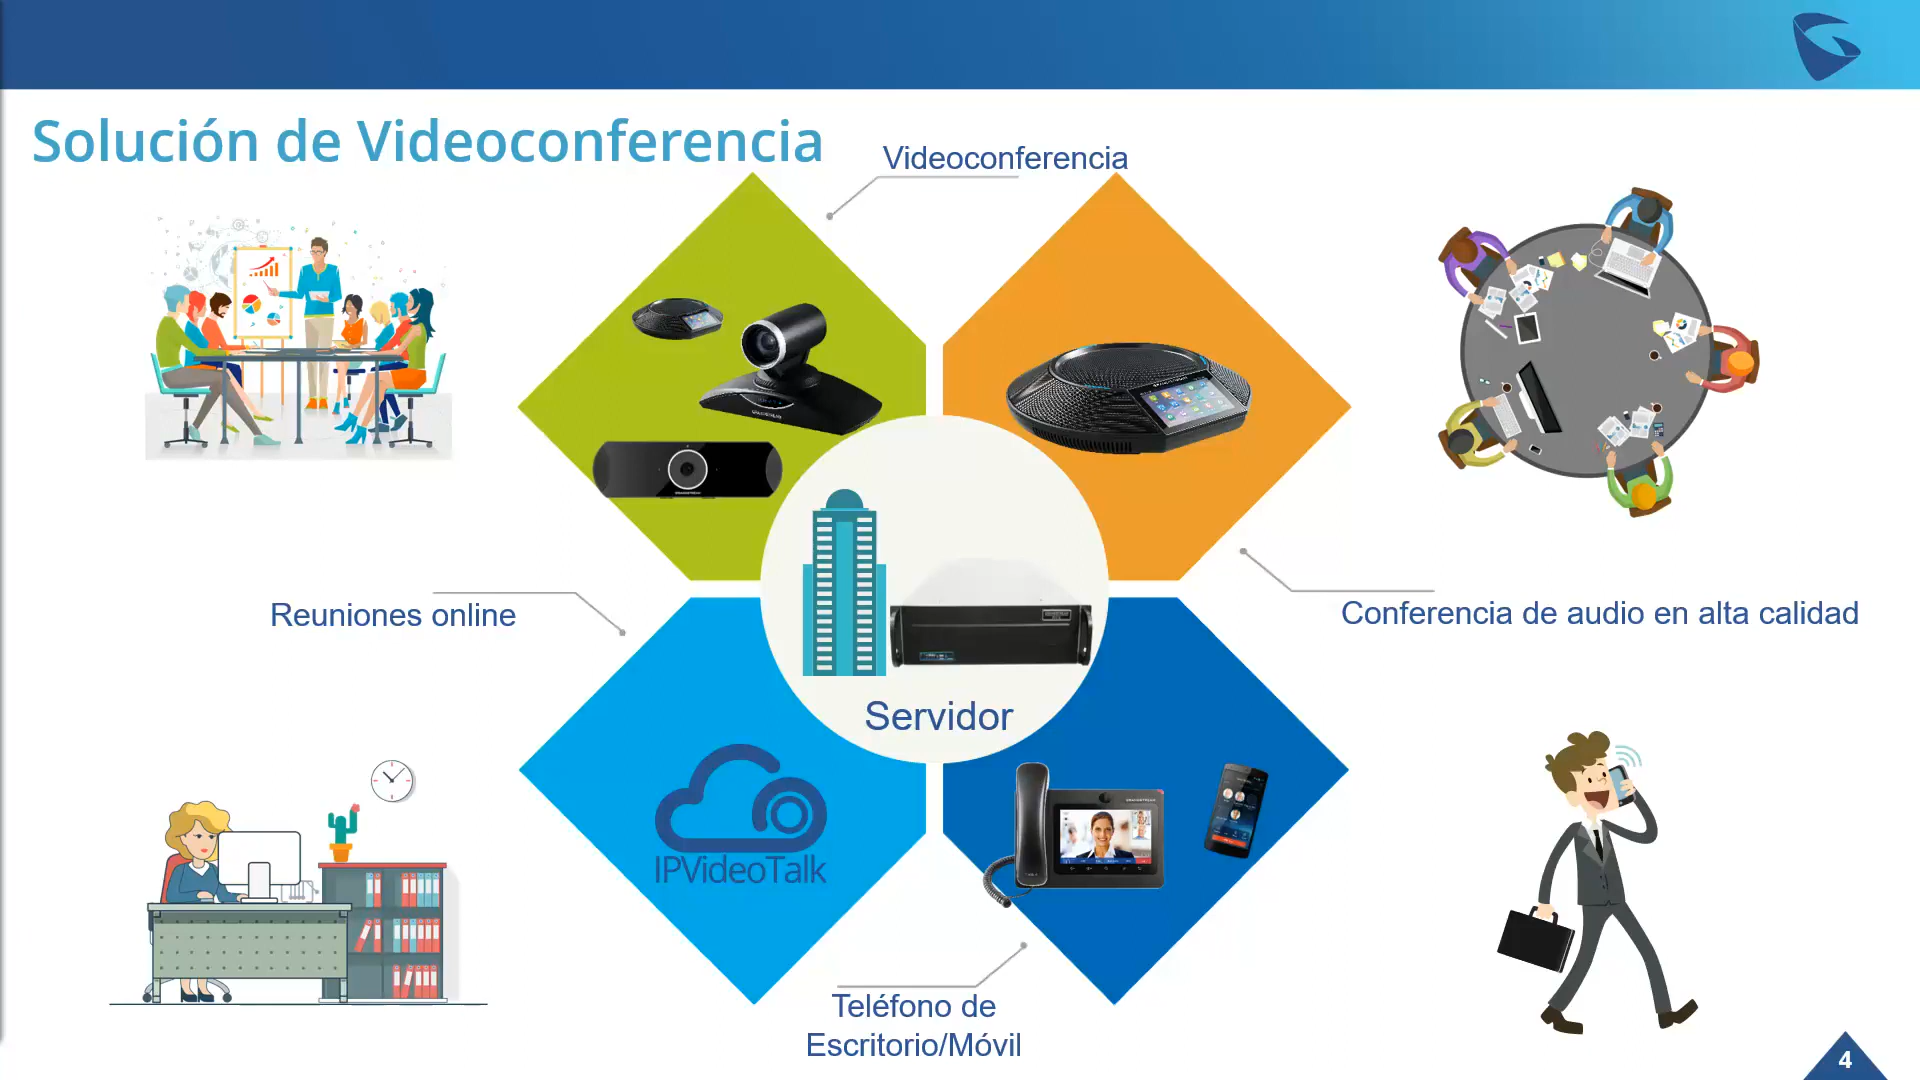 Solución de Videoconferencia
Videoconferencia
Reuniones online
Conferencia de audio en alta calidad
Servidor
IPVideoTalk
Teléfono de
Escritorio/Móvil
4